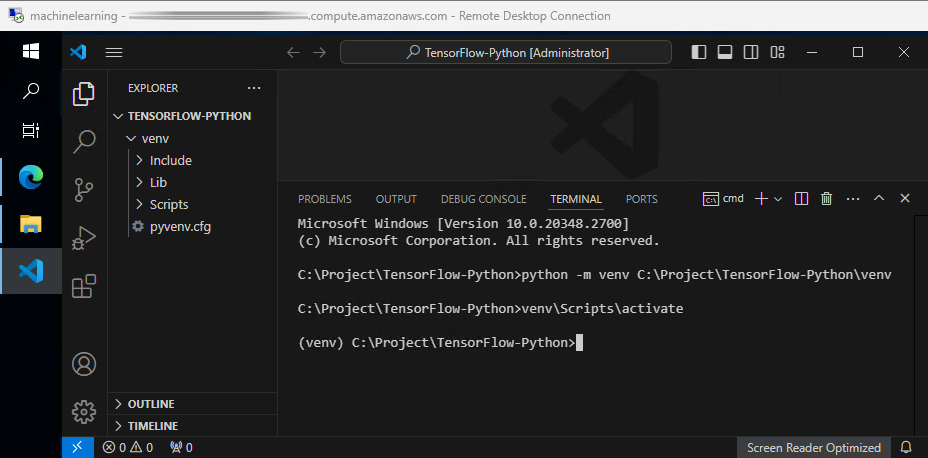 machinelearning - .compute.amazonaws.com - Remote Desktop Connection
TensorFlow-Python [Administrator]
EXPLORER
TENSORFLOW-PYTHON
venv
Include
Lib
Scripts
pyvenv.cfg
OUTLINE
TIMELINE
PROBLEMS OUTPUT DEBUG CONSOLE TERMINAL PORTS cmd
Microsoft Windows [Version 10.0.20348.2700]
(c) Microsoft Corporation. All rights reserved.
C:\Project\TensorFlow-Python>python -m venv C:\Project\TensorFlow-Python\venv
C:\Project\TensorFlow-Python>venv\Scripts\activate
(venv) C:\Project\TensorFlow-Python>
0 0 0 Screen Reader Optimized